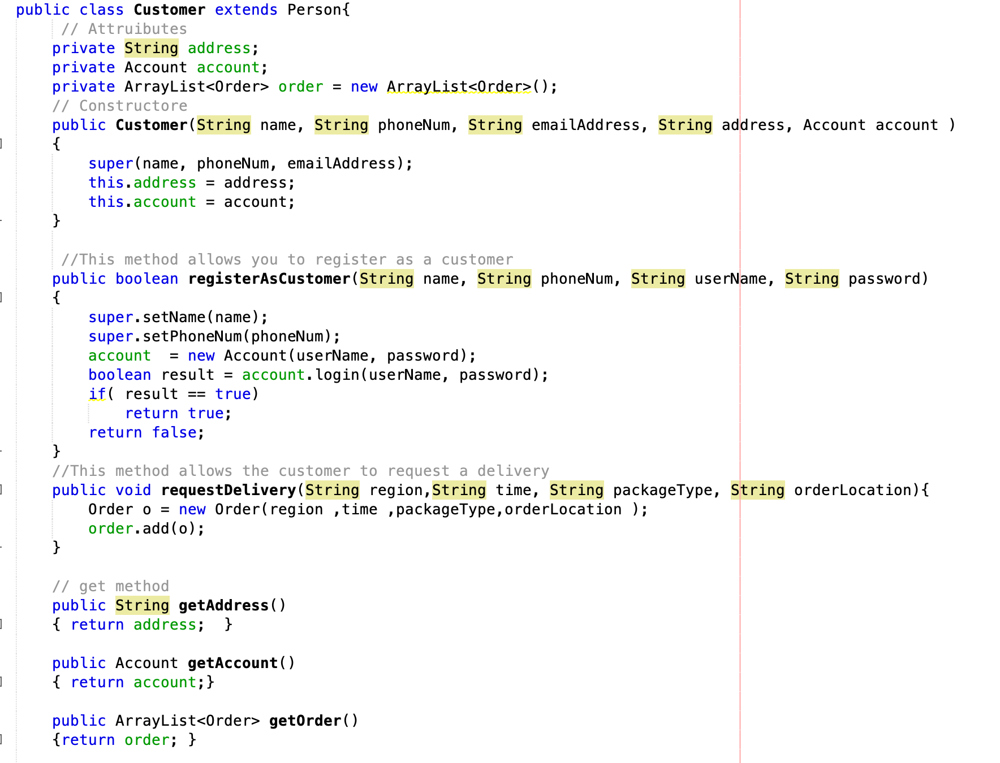 public class Customer extends Person{
// Attruibutes
private String address;
private Account account;
private ArrayList<Order> order = new ArrayList<Order>();
// Constructore
public Customer(String name, String phoneNum, String emailAddress, String address, Account account )
{
super(name, phoneNum, emailAddress);
this.address = address;
this.account = account;
}
//This method allows you to register as a customer
public boolean registerAsCustomer(String name, String phoneNum, String userName, String password)
{
super.setName(name);
super.setPhoneNum(phoneNum);
account  = new Account(userName, password);
boolean result = account.login(userName, password);
if( result == true)
return true;
return false;
}
//This method allows the customer to request a delivery
public void requestDelivery(String region,String time, String packageType, String orderLocation){
Order o = new Order(region ,time ,packageType,orderLocation );
order.add(o);
}
// get method
public String getAddress()
{ return address;  }
public Account getAccount()
{ return account;}
public ArrayList<Order> getOrder()
{return order; }